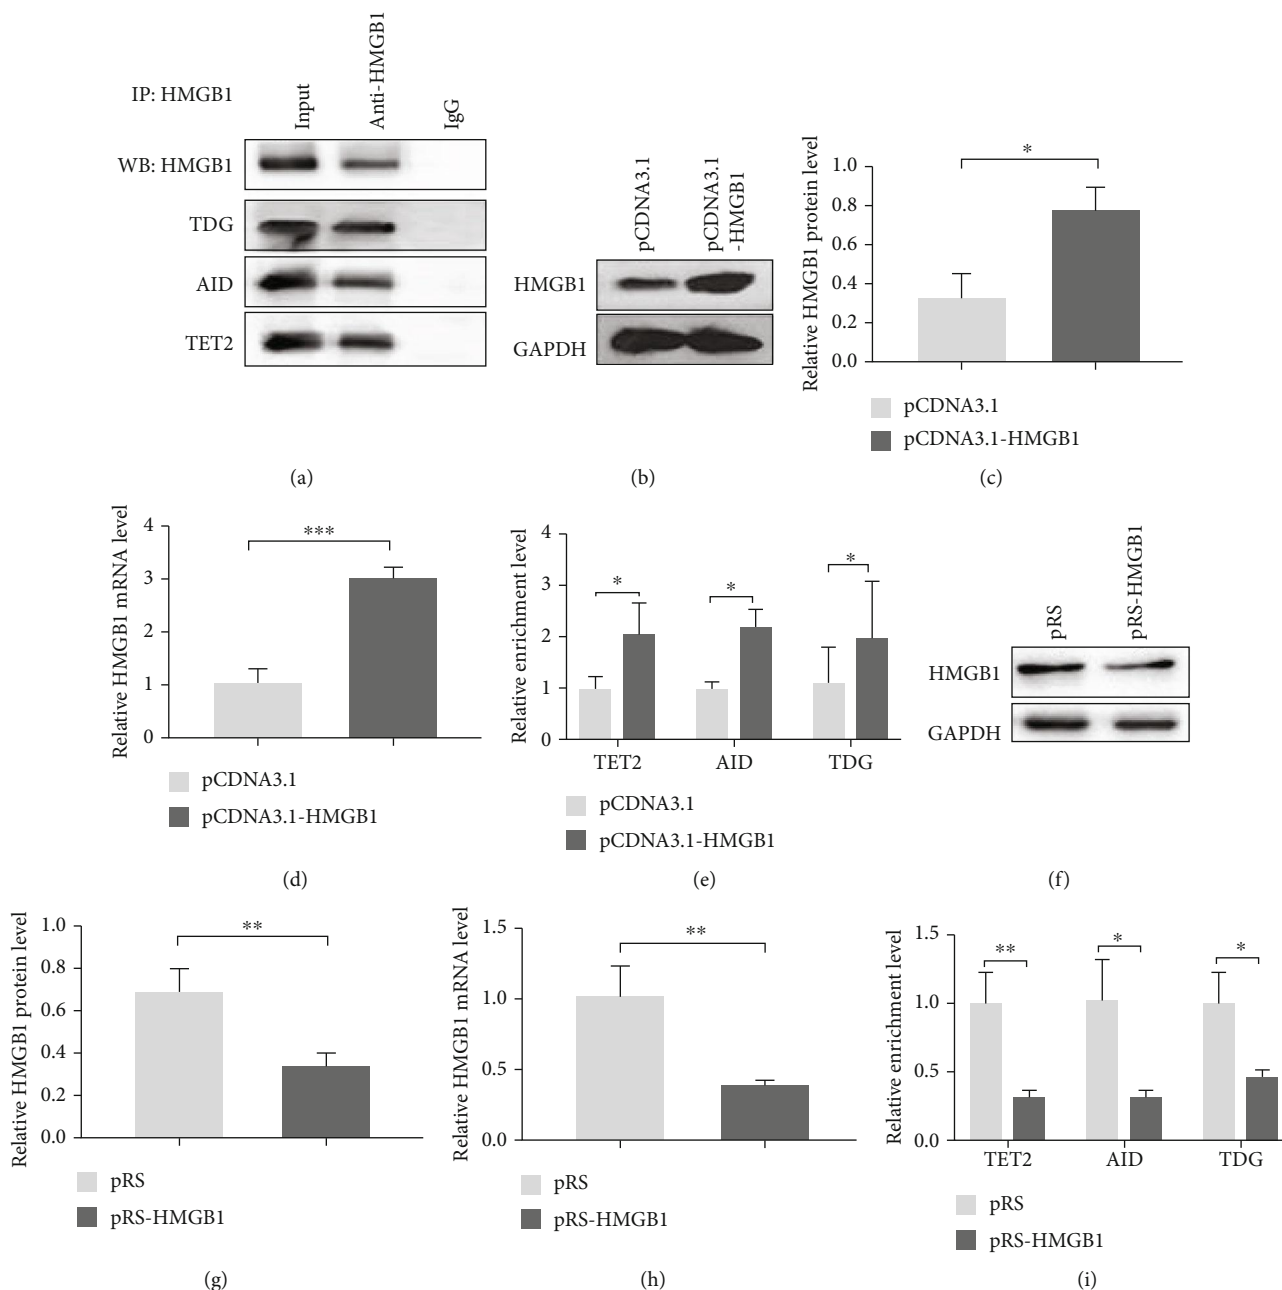 IP: HMGB1
Input
Anti-HMGB1
IgG
WB: HMGB1
TDG
AID
TET2
(a)
pCDNA3.1
pCDNA3.1
-HMGB1
HMGB1
GAPDH
(b)
Relative HMGB1 protein level
1.0
0.8
0.6
0.4
0.2
0.0
*
pCDNA3.1
pCDNA3.1-HMGB1
(c)
Relative HMGB1 mRNA level
4
3
2
1
0
***
pCDNA3.1
pCDNA3.1-HMGB1
(d)
Relative enrichment level
4
3
2
1
0
*
*
*
TET2 AID TDG
pCDNA3.1
pCDNA3.1-HMGB1
(e)
pRS
pRS-HMGB1
HMGB1
GAPDH
(f)
Relative HMGB1 protein level
1.0
0.8
0.6
0.4
0.2
0.0
**
pRS
pRS-HMGB1
(g)
Relative HMGB1 mRNA level
1.5
1.0
0.5
0.0
**
pRS
pRS-HMGB1
(h)
Relative enrichment level
1.5
1.0
0.5
0.0
**
*
*
TET2 AID TDG
pRS
pRS-HMGB1
(i)